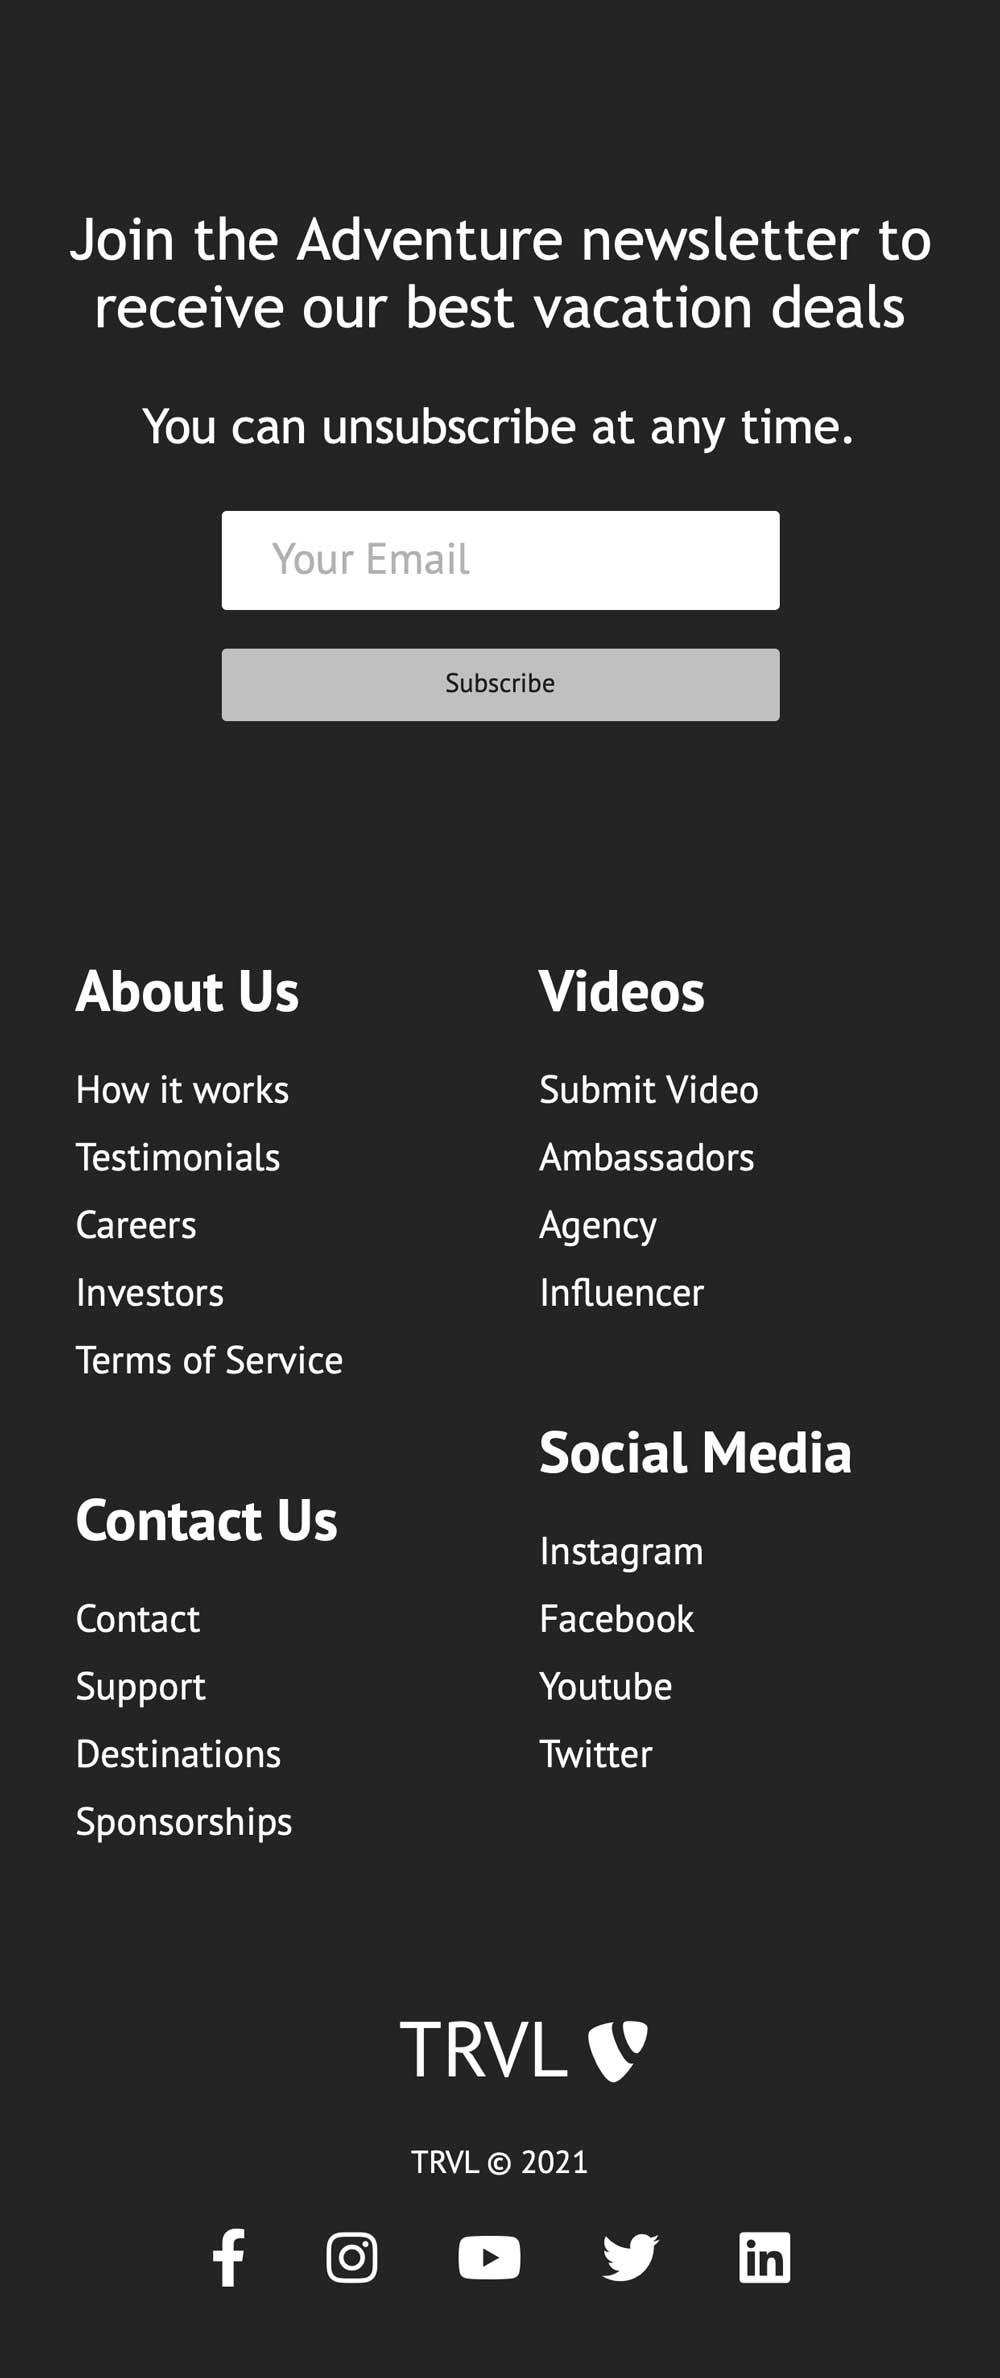 Join the Adventure newsletter to
receive our best vacation deals
You can unsubscribe at any time.
Your Email
Subscribe
About Us
How it works
Testimonials
Careers
Investors
Terms of Service
Contact Us
Contact
Support
Destinations
Sponsorships
Videos
Submit Video
Ambassadors
Agency
Influencer
Social Media
Instagram
Facebook
Youtube
Twitter
TRVL
TRVL © 2021